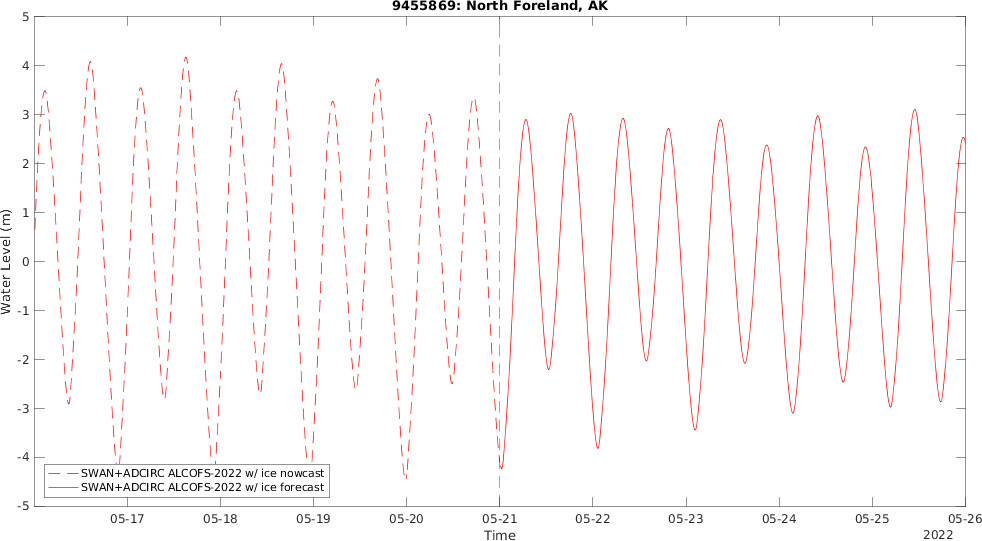 9455869: North Foreland, AK
5
4
3
2
1
0
-1
-2
-3
-4
-5
Water Level (m)
SWAN+ADCIRC ALCOFS-2022 w/ ice nowcast
SWAN+ADCIRC ALCOFS-2022 w/ ice forecast
05-17 05-18 05-19 05-20 05-21 05-22 05-23 05-24 05-25 05-26
Time
2022